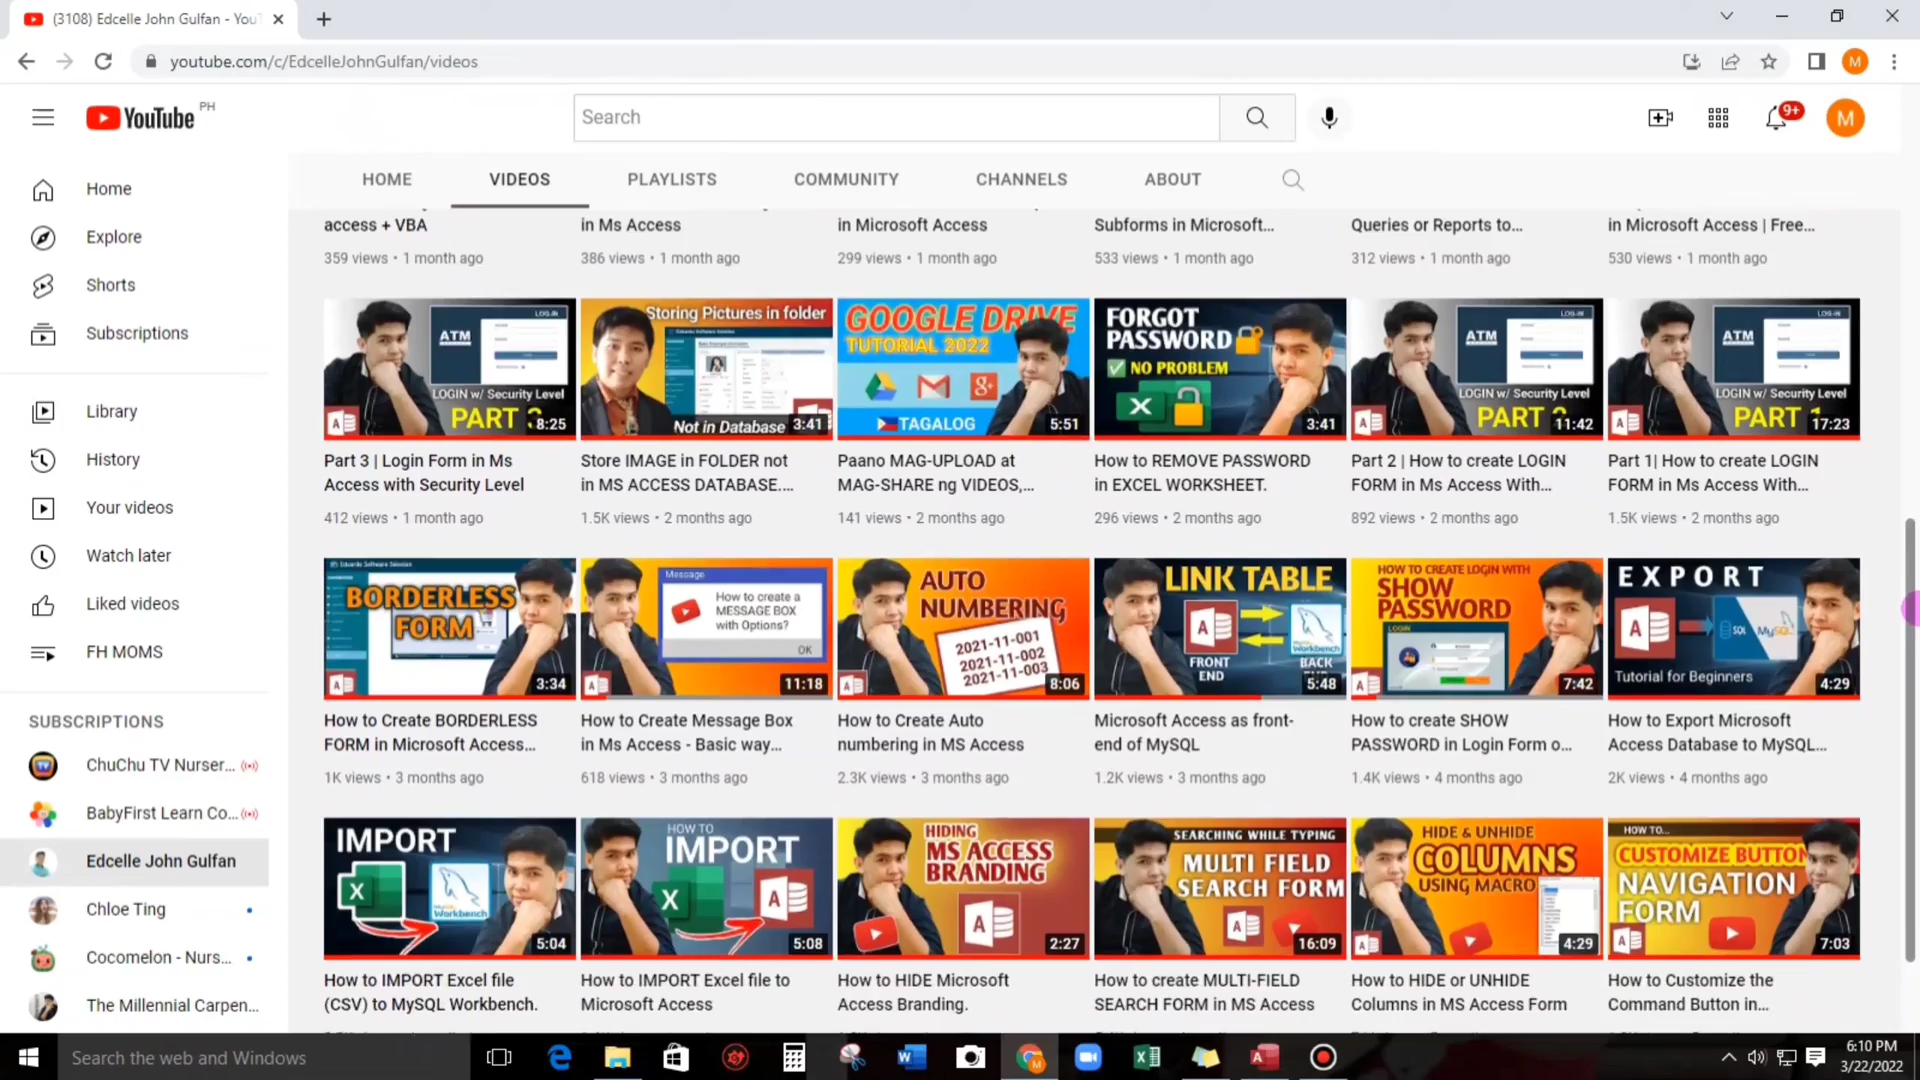 (3108) Edcelle John Gulfan - YouT
youtube.com/c/EdcelleJohnGulfan/videos
M
YouTube
PH
Search
9+
M
HOME
VIDEOS
PLAYLISTS
COMMUNITY
CHANNELS
ABOUT
Home
Explore
Shorts
Subscriptions
Library
History
Your videos
Watch later
Liked videos
FH MOMS
SUBSCRIPTIONS
ChuChu TV Nurser...
BabyFirst Learn Co...
Edcelle John Gulfan
Chloe Ting
Cocomelon - Nurs...
The Millennial Carpen...
access + VBA
359 views • 1 month ago
in Ms Access
386 views • 1 month ago
in Microsoft Access
299 views • 1 month ago
Subforms in Microsoft...
533 views • 1 month ago
Queries or Reports to...
312 views • 1 month ago
in Microsoft Access | Free...
530 views • 1 month ago
LOG-IN
ATM
LOGIN w/ Security Level
PART
8:25
Part 3 | Login Form in Ms
Access with Security Level
412 views • 1 month ago
Storing Pictures in folder
Not in Database
3:41
Store IMAGE in FOLDER not
in MS ACCESS DATABASE....
1.5K views • 2 months ago
GOOGLE DRIVE
TUTORIAL 2022
TAGALOG
5:51
Paano MAG-UPLOAD at
MAG-SHARE ng VIDEOS,...
141 views • 2 months ago
FORGOT
PASSWORD
NO PROBLEM
3:41
How to REMOVE PASSWORD
in EXCEL WORKSHEET.
296 views • 2 months ago
LOG-IN
ATM
LOGIN w/ Security Level
PART
11:42
Part 2 | How to create LOGIN
FORM in Ms Access With...
892 views • 2 months ago
LOG-IN
ATM
LOGIN w/ Security Level
PART
17:23
Part 1| How to create LOGIN
FORM in Ms Access With...
1.5K views • 2 months ago
BORDERLESS
FORM
3:34
How to Create BORDERLESS
FORM in Microsoft Access...
1K views • 3 months ago
Message
How to create a
MESSAGE BOX
with Options?
OK
11:18
How to Create Message Box
in Ms Access - Basic way...
618 views • 3 months ago
AUTO
NUMBERING
2021-11-001
2021-11-002
2021-11-003
8:06
How to Create Auto
numbering in MS Access
2.3K views • 3 months ago
LINK TABLE
Workbench
FRONT
END
BACK
END
5:48
Microsoft Access as front-
end of MySQL
1.2K views • 3 months ago
HOW TO CREATE LOGIN WITH
SHOW
PASSWORD
LOGIN
7:42
How to create SHOW
PASSWORD in Login Form o...
1.4K views • 4 months ago
EXPORT
SQL
MySQL
Tutorial for Beginners
4:29
How to Export Microsoft
Access Database to MySQL...
2K views • 4 months ago
IMPORT
Workbench
5:04
How to IMPORT Excel file
(CSV) to MySQL Workbench.
HOW TO
IMPORT
5:08
How to IMPORT Excel file to
Microsoft Access
HIDING
MS ACCESS
BRANDING
2:27
How to HIDE Microsoft
Access Branding.
SEARCHING WHILE TYPING
MULTI FIELD
SEARCH FORM
16:09
How to create MULTI-FIELD
SEARCH FORM in MS Access
HIDE & UNHIDE
COLUMNS
USING MACRO
4:29
How to HIDE or UNHIDE
Columns in MS Access Form
HOW TO...
CUSTOMIZE BUTTON
NAVIGATION
FORM
7:03
How to Customize the
Command Button in...
Search the web and Windows
6:10 PM
3/22/2022